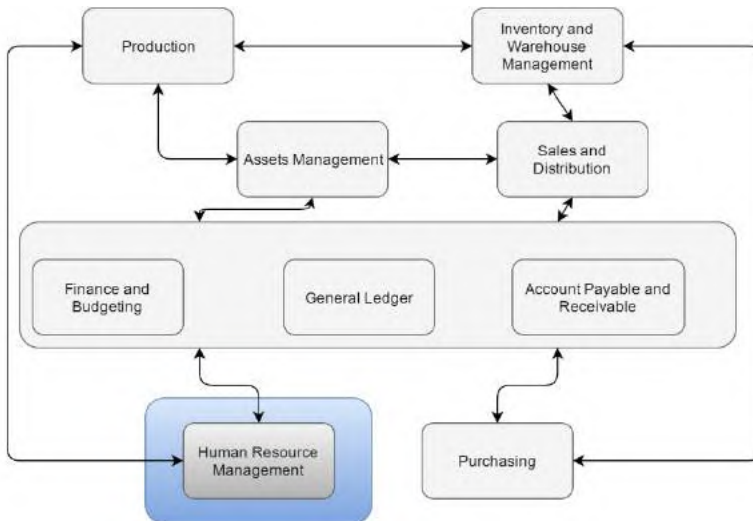 Production
Inventory and
Warehouse
Management
Assets Management
Sales and
Distribution
Finance and
Budgeting
General Ledger
Account Payable and
Receivable
Human Resource
Management
Purchasing